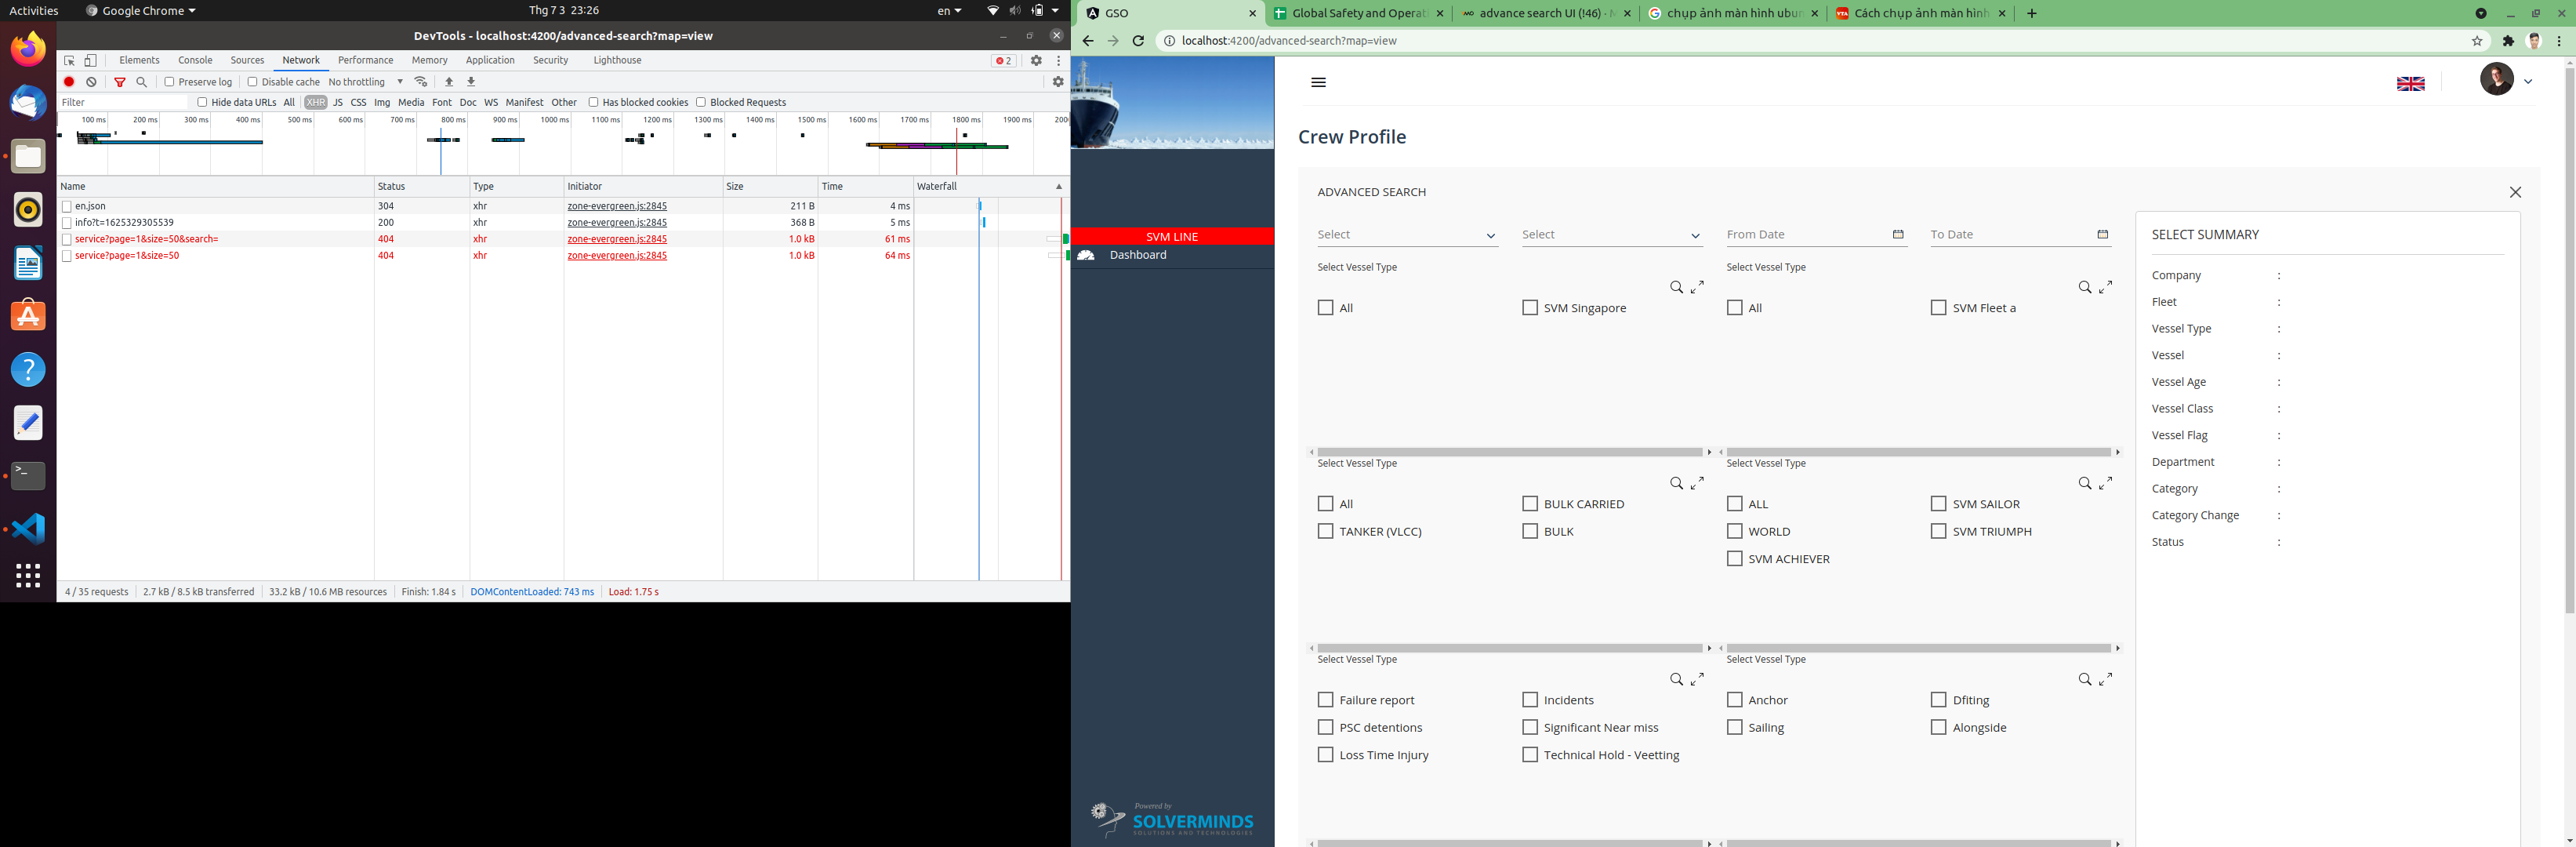 Activities
Google Chrome
Thg 7 3 23:26
en
DevTools - localhost:4200/advanced-search?map=view
Elements Console Sources Network Performance Memory Application Security Lighthouse 2
Preserve log Disable cache No throttling
Filter Hide data URLs All XHR JS CSS Img Media Font Doc WS Manifest Other Has blocked cookies Blocked Requests
100 ms 200 ms 300 ms 400 ms 500 ms 600 ms 700 ms 800 ms 900 ms 1000 ms 1100 ms 1200 ms 1300 ms 1400 ms 1500 ms 1600 ms 1700 ms 1800 ms 1900 ms
Name Status Type Initiator Size Time Waterfall
en.json 304 xhr zone-evergreen.js:2845 211 B 4 ms
info?t=1625329305539 200 xhr zone-evergreen.js:2845 368 B 5 ms
service?page=1&size=50&search= 404 xhr zone-evergreen.js:2845 1.0 kB 61 ms
service?page=1&size=50 404 xhr zone-evergreen.js:2845 1.0 kB 64 ms
4 / 35 requests 2.7 kB / 8.5 kB transferred 33.2 kB / 10.6 MB resources Finish: 1.84 s DOMContentLoaded: 743 ms Load: 1.75 s
GSO
Global Safety and Operat
advance search UI (!46) · M
chụp ảnh màn hình ubun
Cách chụp ảnh màn hình
localhost:4200/advanced-search?map=view
SVM LINE
Dashboard
Powered by
SOLVERMINDS
SOLUTIONS AND TECHNOLOGIES
Crew Profile
ADVANCED SEARCH
Select Select From Date To Date
Select Vessel Type Select Vessel Type
All SVM Singapore All SVM Fleet a
Select Vessel Type Select Vessel Type
All BULK CARRIED ALL SVM SAILOR
TANKER (VLCC) BULK WORLD SVM TRIUMPH
SVM ACHIEVER
Select Vessel Type Select Vessel Type
Failure report Incidents Anchor Dfiting
PSC detentions Significant Near miss Sailing Alongside
Loss Time Injury Technical Hold - Veetting
SELECT SUMMARY
Company :
Fleet :
Vessel Type :
Vessel :
Vessel Age :
Vessel Class :
Vessel Flag :
Department :
Category :
Category Change :
Status :